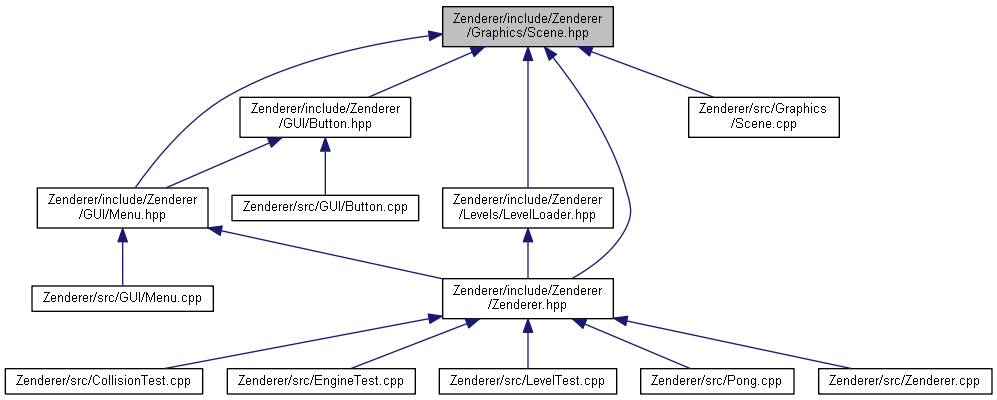 Zenderer/include/Zenderer
/Graphics/Scene.hpp
Zenderer/include/Zenderer
/GUI/Button.hpp
Zenderer/src/Graphics
/Scene.cpp
Zenderer/include/Zenderer
/GUI/Menu.hpp
Zenderer/src/GUI/Button.cpp
Zenderer/include/Zenderer
/Levels/LevelLoader.hpp
Zenderer/src/GUI/Menu.cpp
Zenderer/include/Zenderer
/Zenderer.hpp
Zenderer/src/CollisionTest.cpp
Zenderer/src/EngineTest.cpp
Zenderer/src/LevelTest.cpp
Zenderer/src/Pong.cpp
Zenderer/src/Zenderer.cpp